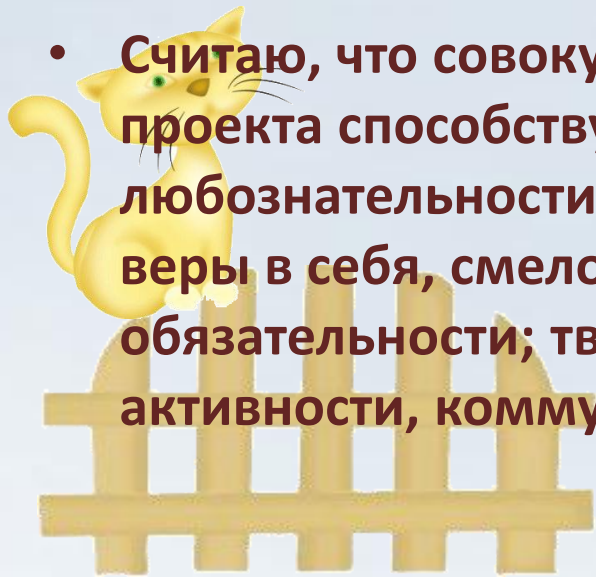 • Считаю, что совоку
проекта способству
любознательности
веры в себя, смело
обязательности; тв
активности, комму